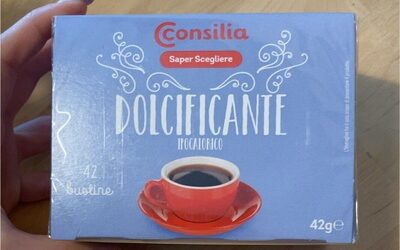 Consilia
Saper Scegliere
DOLCIFICANTE
IPOCALORICO
42
bustine
42g℮